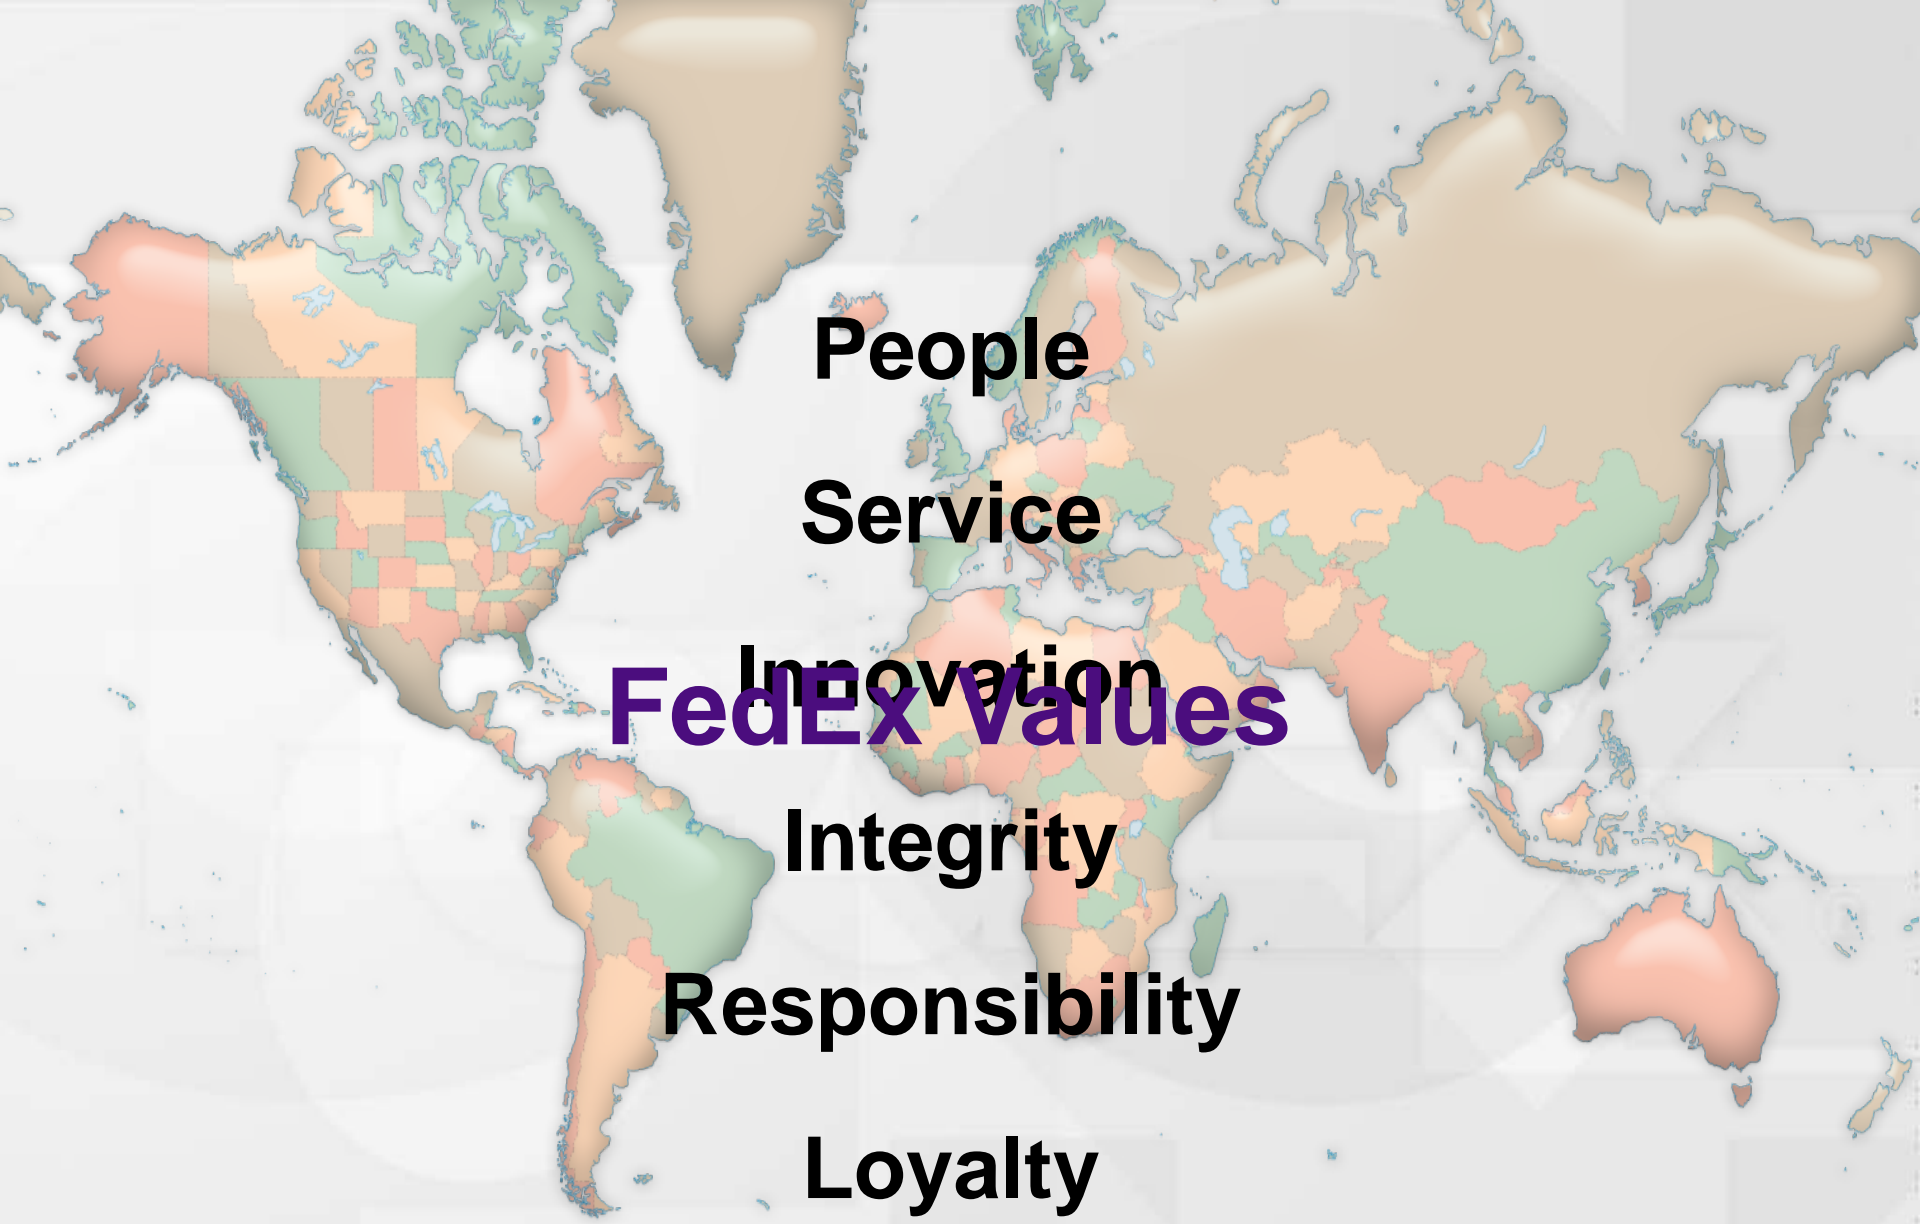 People
Service
Innovation
FedEx Values
Integrity
Responsibility
Loyalty